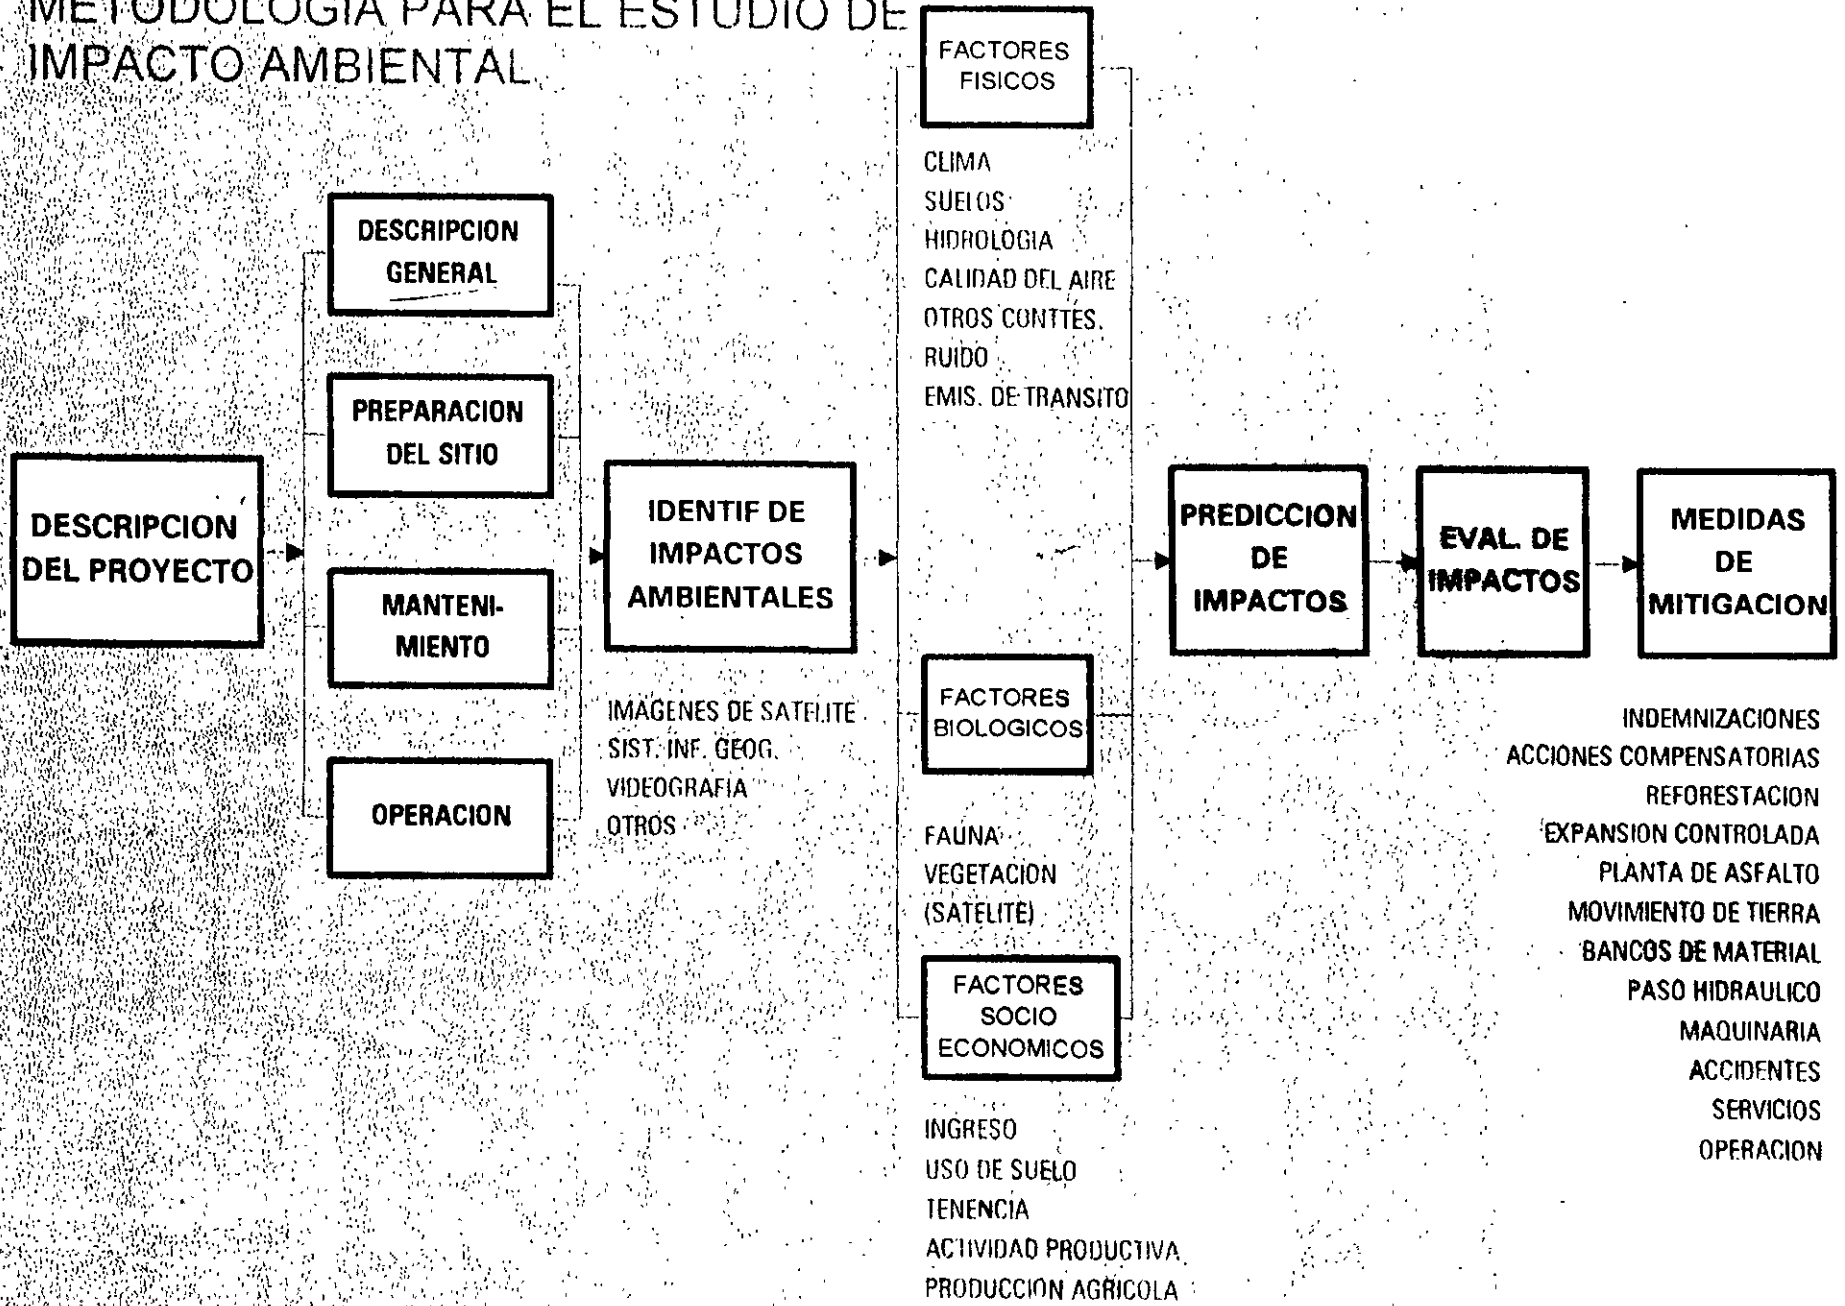 METODOLOGIA PARA EL ESTUDIO DE
IMPACTO AMBIENTAL
DESCRIPCION
DEL PROYECTO
DESCRIPCION
GENERAL
PREPARACION
DEL SITIO
MANTENI-
MIENTO
OPERACION
IDENTIF DE
IMPACTOS
AMBIENTALES
IMAGENES DE SATELITE
SIST. INF. GEOG.
VIDEOGRAFIA
OTROS
FACTORES
FISICOS
CLIMA
SUELOS
HIDROLOGIA
CALIDAD DEL AIRE
OTROS CONTTES.
RUIDO
EMIS. DE TRANSITO
FACTORES
BIOLOGICOS
FAUNA
VEGETACION
(SATELITE)
FACTORES
SOCIO
ECONOMICOS
INGRESO
USO DE SUELO
TENENCIA
ACTIVIDAD PRODUCTIVA
PRODUCCION AGRICOLA
PREDICCION
DE
IMPACTOS
EVAL. DE
IMPACTOS
MEDIDAS
DE
MITIGACION
INDEMNIZACIONES
ACCIONES COMPENSATORIAS
REFORESTACION
EXPANSION CONTROLADA
PLANTA DE ASFALTO
MOVIMIENTO DE TIERRA
BANCOS DE MATERIAL
PASO HIDRAULICO
MAQUINARIA
ACCIDENTES
SERVICIOS
OPERACION